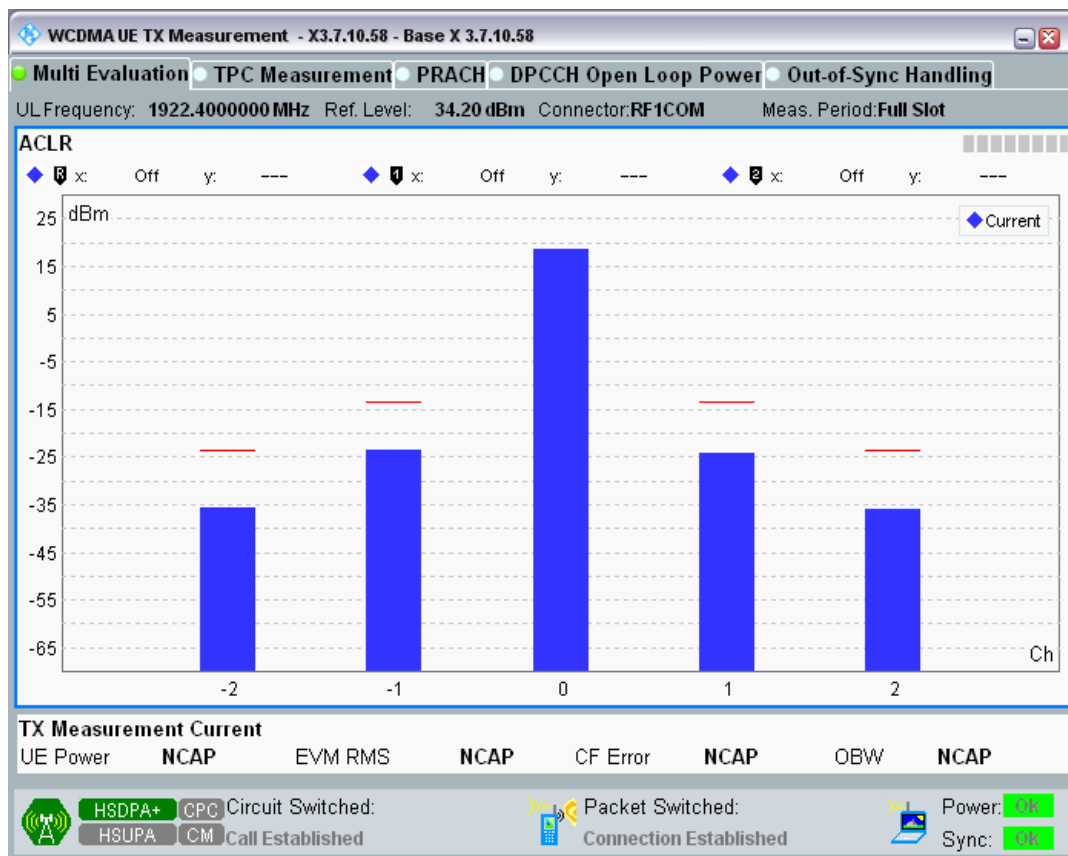 WCDMA UE TX Measurement - X3.7.10.58 - Base X 3.7.10.58
Multi Evaluation TPC Measurement PRACH DPCCH Open Loop Power Out-of-Sync Handling
UL Frequency: 1922.4000000 MHz Ref. Level: 34.20 dBm Connector:RF1COM Meas. Period:Full Slot
ACLR
R x: Off y: --- 1 x: Off y: --- 2 x: Off y: ---
dBm
Current
25
15
5
-5
-15
-25
-35
-45
-55
-65
Ch
-2 -1 0 1 2
TX Measurement Current
UE Power NCAP EVM RMS NCAP CF Error NCAP OBW NCAP
HSDPA+ CPC Circuit Switched: Packet Switched: Power: OK
HSUPA CM Call Established Connection Established Sync: OK